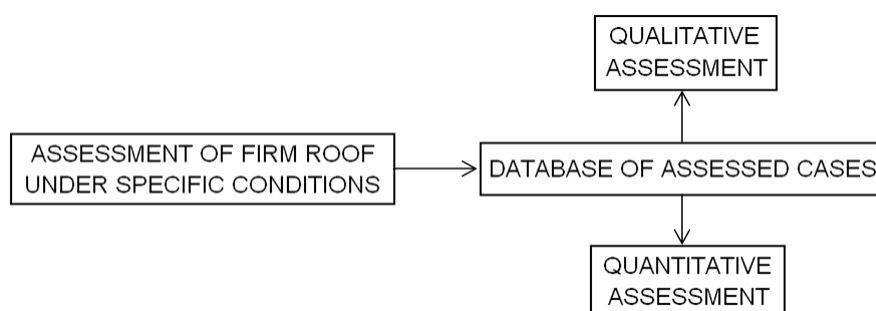 QUALITATIVE
ASSESSMENT
ASSESSMENT OF FIRM ROOF
UNDER SPECIFIC CONDITIONS
DATABASE OF ASSESSED CASES
QUANTITATIVE
ASSESSMENT